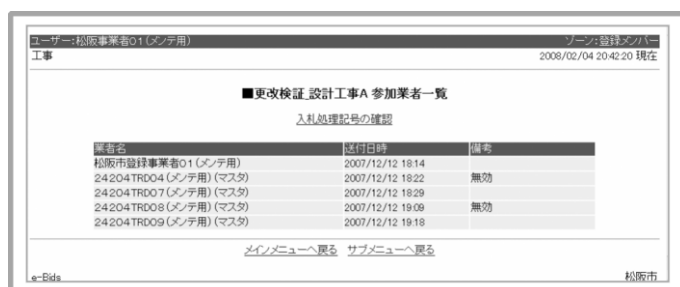 ユーザー:松阪事業者01(メンテ用) ゾーン:登録メンバー
工事 2008/02/04 20:42:20 現在
■更改検証_設計工事A 参加業者一覧
入札処理記号の確認
業者名 送付日時 備考
松阪市登録事業者01(メンテ用) 2007/12/12 18:14
24204TRD04(メンテ用)(マスタ) 2007/12/12 18:22 無効
24204TRD07(メンテ用)(マスタ) 2007/12/12 18:29
24204TRD08(メンテ用)(マスタ) 2007/12/12 19:09 無効
24204TRD09(メンテ用)(マスタ) 2007/12/12 19:18
メインメニューへ戻る サブメニューへ戻る
e-Bids 松阪市